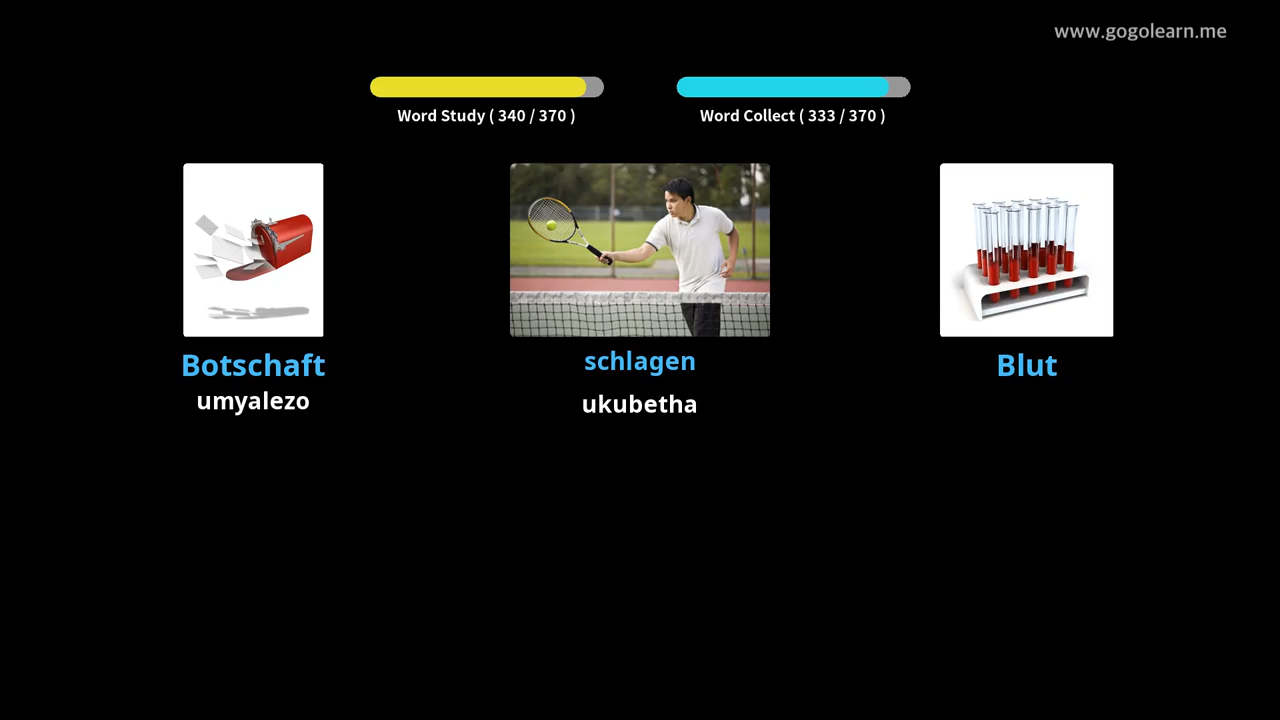 www.gogolearn.me
Word Study ( 340 / 370 )
Word Collect ( 333 / 370 )
Botschaft
umyalezo
schlagen
ukubetha
Blut